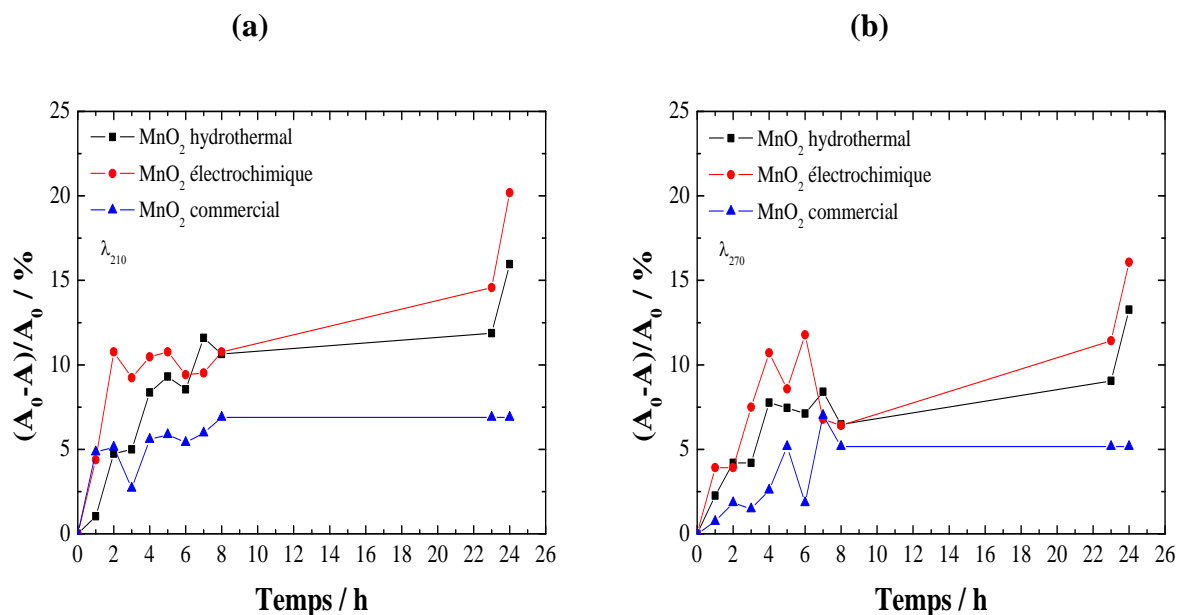 (a)
25
20
15
10
5
0
0 2 4 6 8 10 12 14 16 18 20 22 24 26
(A₀-A)/A₀ / %
Temps / h
MnO₂ hydrothermal
MnO₂ électrochimique
MnO₂ commercial
λ₂₁₀
(b)
25
20
15
10
5
0
0 2 4 6 8 10 12 14 16 18 20 22 24 26
(A₀-A)/A₀ / %
Temps / h
MnO₂ hydrothermal
MnO₂ électrochimique
MnO₂ commercial
λ₂₇₀